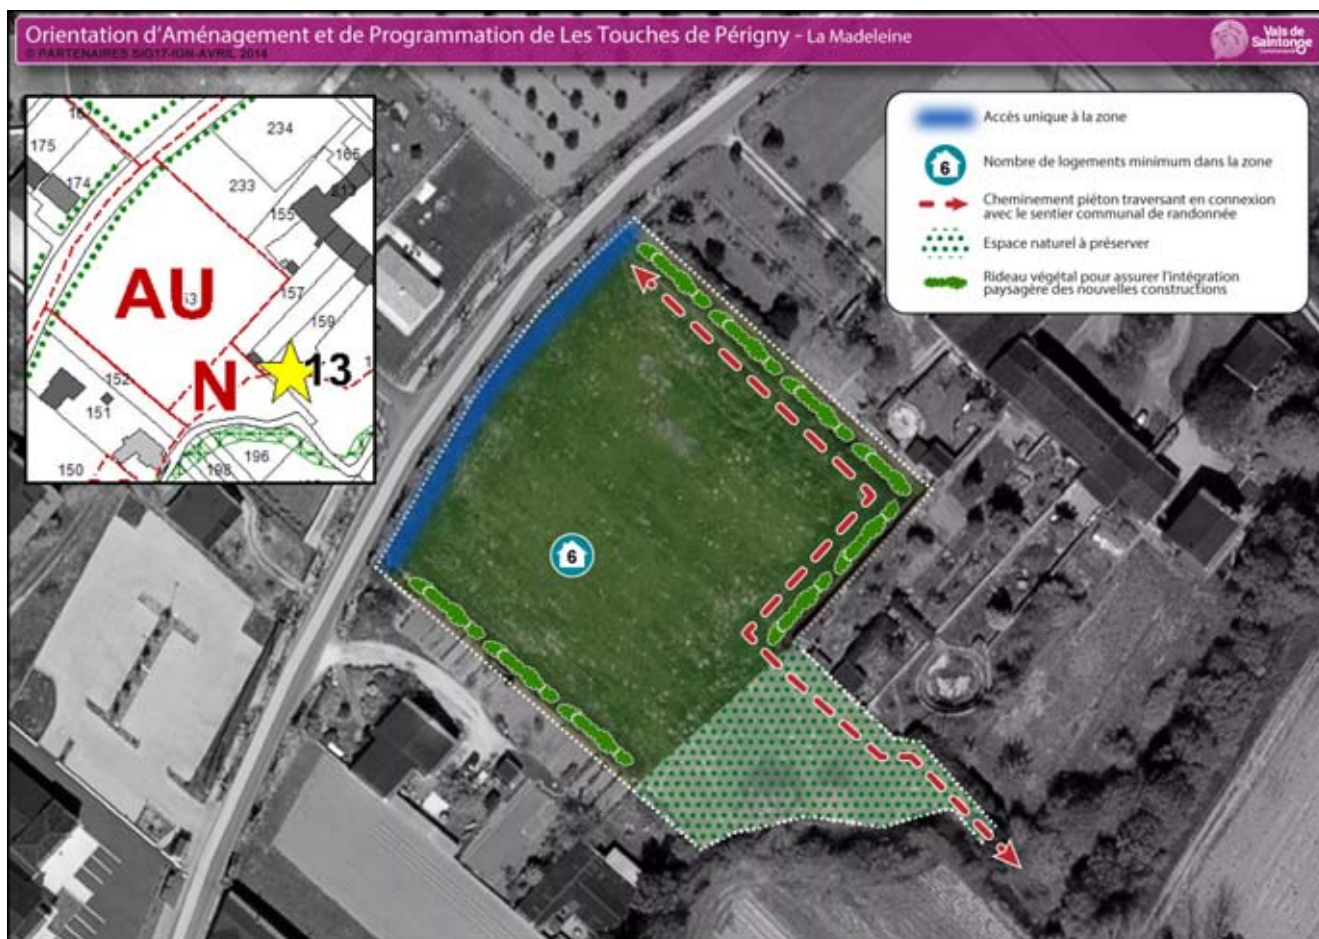 Orientation d'Aménagement et de Programmation de Les Touches de Périgny - La Madeleine
© PARTENAIRES SIG17-IGN-AVRIL 2014
Vals de
Saintonge
Communauté
Accès unique à la zone
6
Nombre de logements minimum dans la zone
Cheminement piéton traversant en connexion
avec le sentier communal de randonnée
Espace naturel à préserver
Rideau végétal pour assurer l'intégration
paysagère des nouvelles constructions
234
175
165
174
233
213
155
AU
157
159
N
13
152
151
150
196
198
6